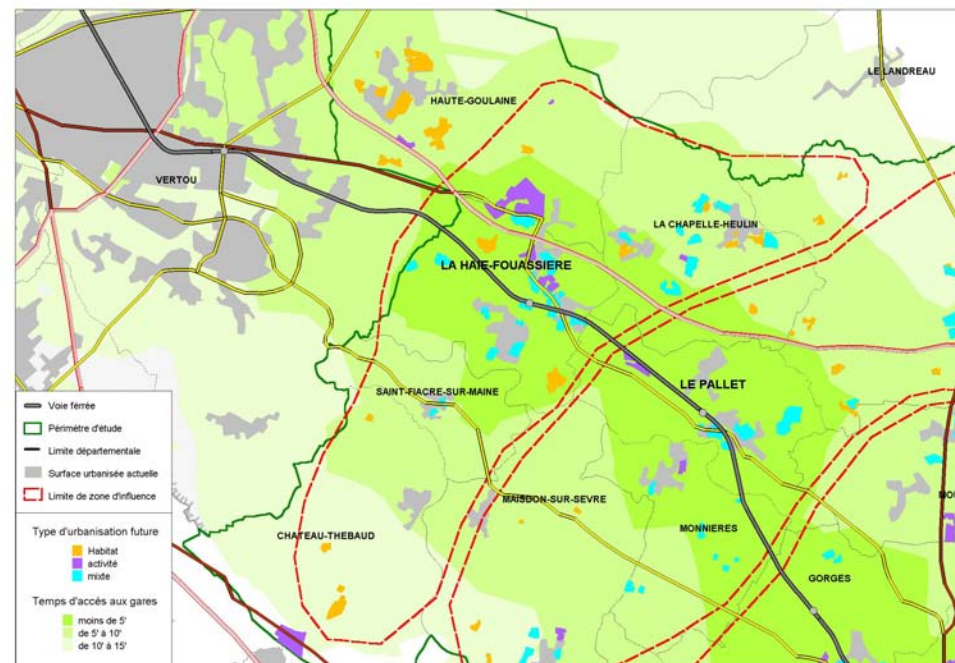 LE LANDREAU
HAUTE-GOULAINE
VERTOU
LA CHAPELLE-HEULIN
LA HAIE-FOUASSIERE
LE PALLET
SAINT-FIACRE-SUR-MAINE
MAISDON-SUR-SEVRE
MONNIERES
CHATEAU-THEBAUD
GORGES
Voie férrée
Périmètre d'étude
Limite départementale
Surface urbanisée actuelle
Limite de zone d'influence
Type d'urbanisation future
Habitat
activité
mixte
Temps d'accès aux gares
moins de 5'
de 5' à 10'
de 10' à 15'